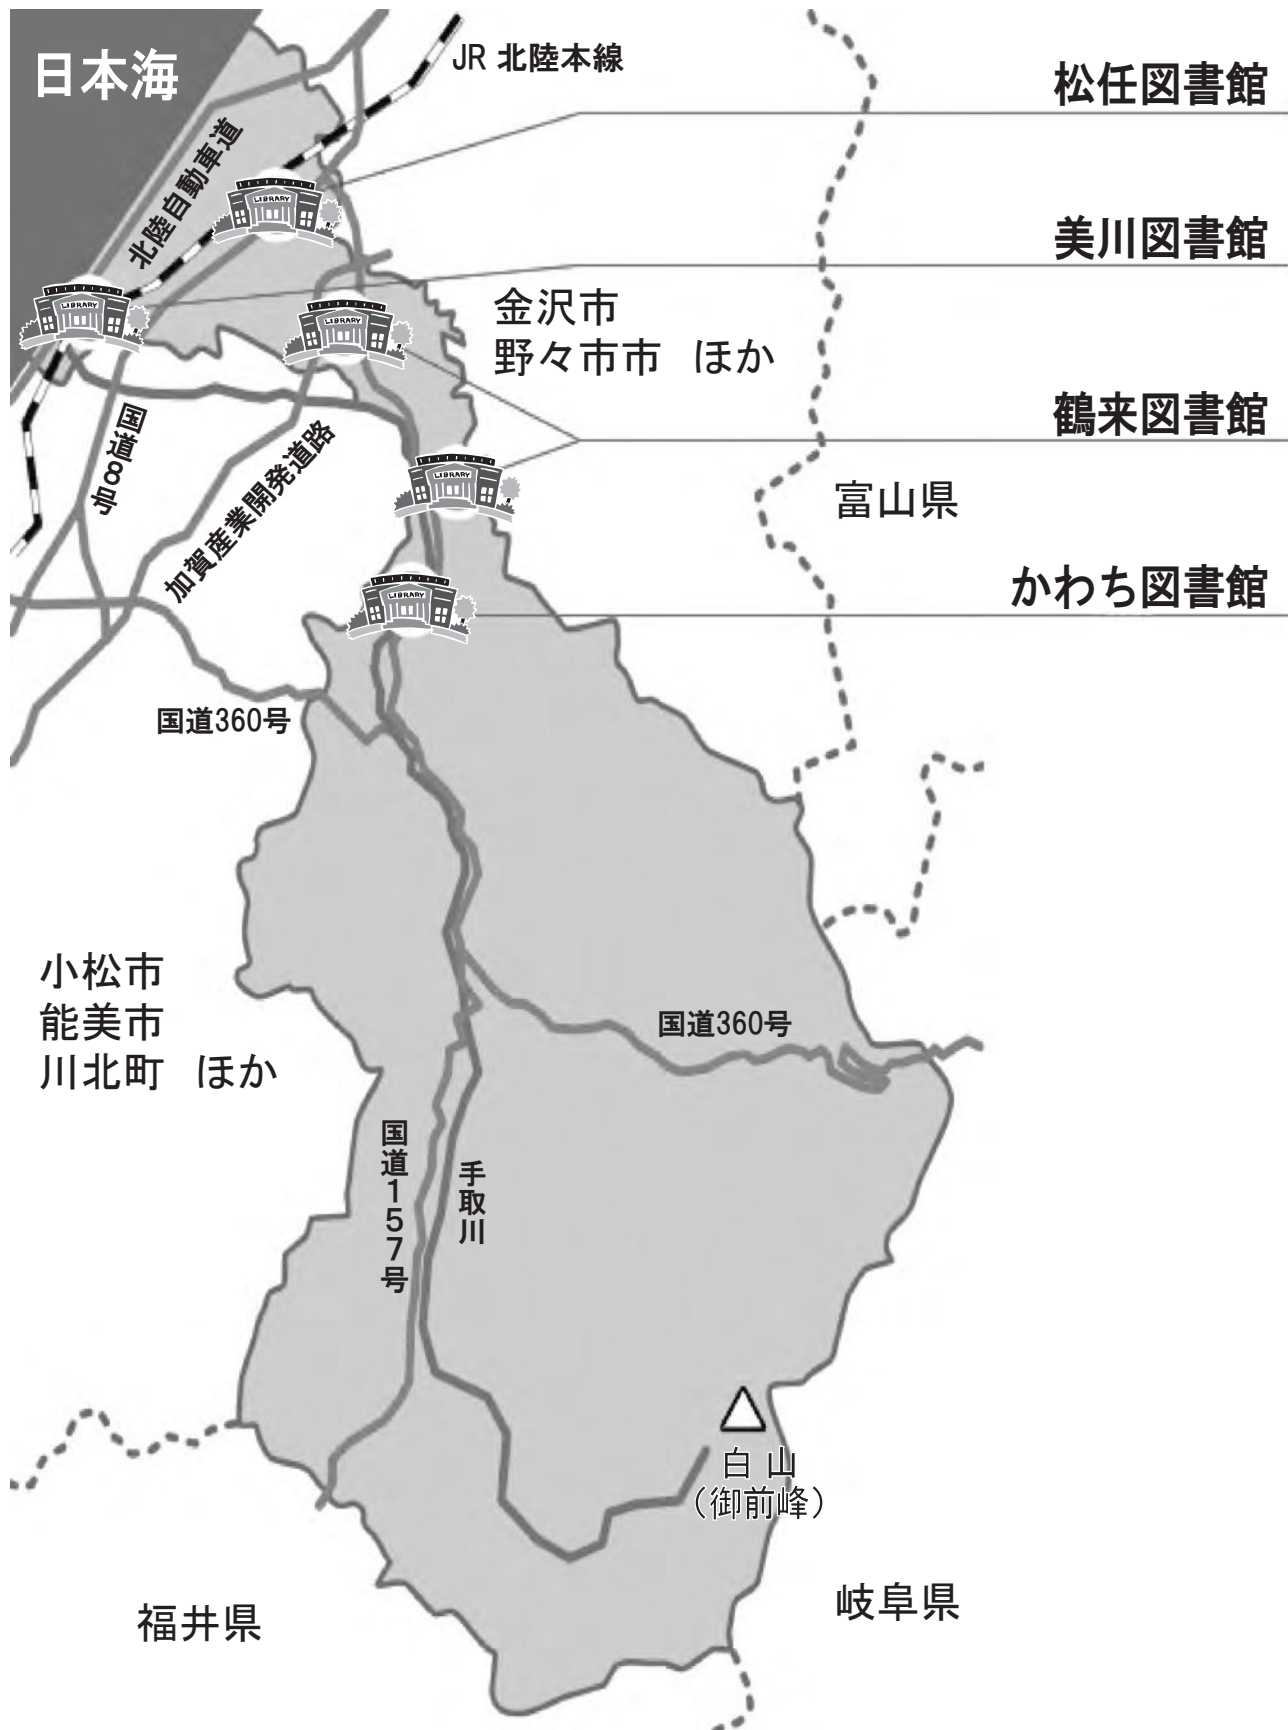 日本海
JR 北陸本線
松任図書館
北陸自動車道
LIBRARY
美川図書館
LIBRARY
LIBRARY
金沢市
野々市市 ほか
鶴来図書館
国道8号
加賀産業開発道路
LIBRARY
富山県
かわち図書館
LIBRARY
国道360号
小松市
能美市
川北町 ほか
国道360号
国道157号
手取川
白山
(御前峰)
福井県
岐阜県